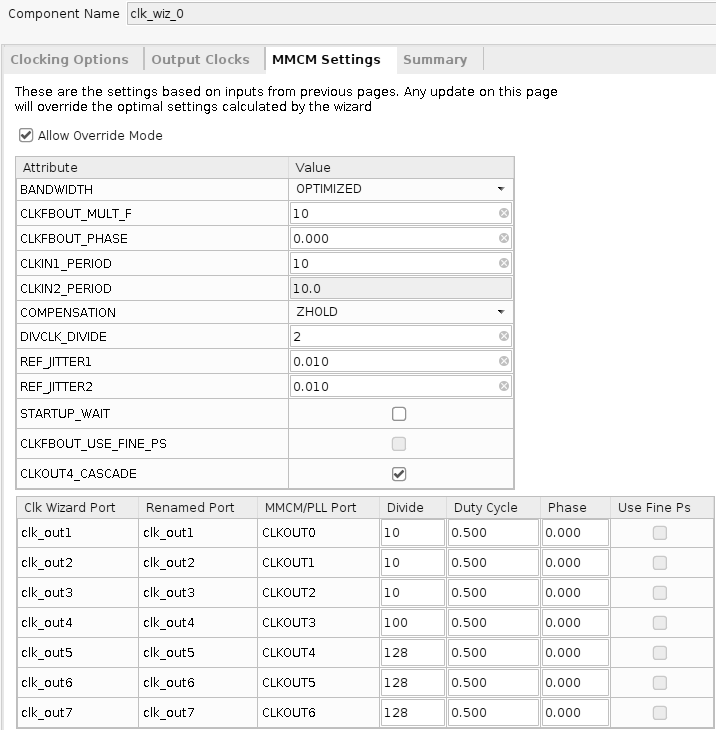 Component Name clk_wiz_0
Clocking Options Output Clocks MMCM Settings Summary
These are the settings based on inputs from previous pages. Any update on this page
will override the optimal settings calculated by the wizard
Allow Override Mode
Attribute Value
BANDWIDTH OPTIMIZED
CLKFBOUT_MULT_F 10
CLKFBOUT_PHASE 0.000
CLKIN1_PERIOD 10
CLKIN2_PERIOD 10.0
COMPENSATION ZHOLD
DIVCLK_DIVIDE 2
REF_JITTER1 0.010
REF_JITTER2 0.010
STARTUP_WAIT
CLKFBOUT_USE_FINE_PS
CLKOUT4_CASCADE
Clk Wizard Port Renamed Port MMCM/PLL Port Divide Duty Cycle Phase Use Fine Ps
clk_out1 clk_out1 CLKOUT0 10 0.500 0.000
clk_out2 clk_out2 CLKOUT1 10 0.500 0.000
clk_out3 clk_out3 CLKOUT2 10 0.500 0.000
clk_out4 clk_out4 CLKOUT3 100 0.500 0.000
clk_out5 clk_out5 CLKOUT4 128 0.500 0.000
clk_out6 clk_out6 CLKOUT5 128 0.500 0.000
clk_out7 clk_out7 CLKOUT6 128 0.500 0.000